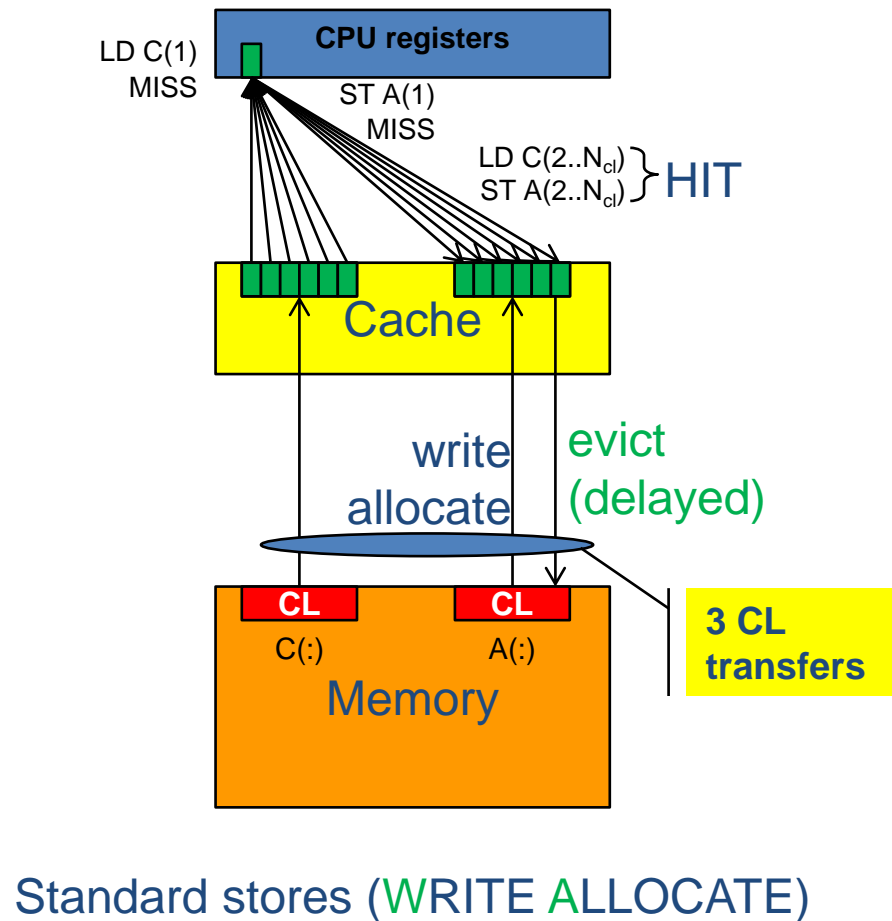 CPU registers
LD C(1)
MISS
ST A(1)
MISS
LD C(2..Ncl)
ST A(2..Ncl)
HIT
Cache
write
allocate
evict
(delayed)
CL
CL
C(:)
A(:)
3 CL
transfers
Memory
Standard stores (WRITE ALLOCATE)